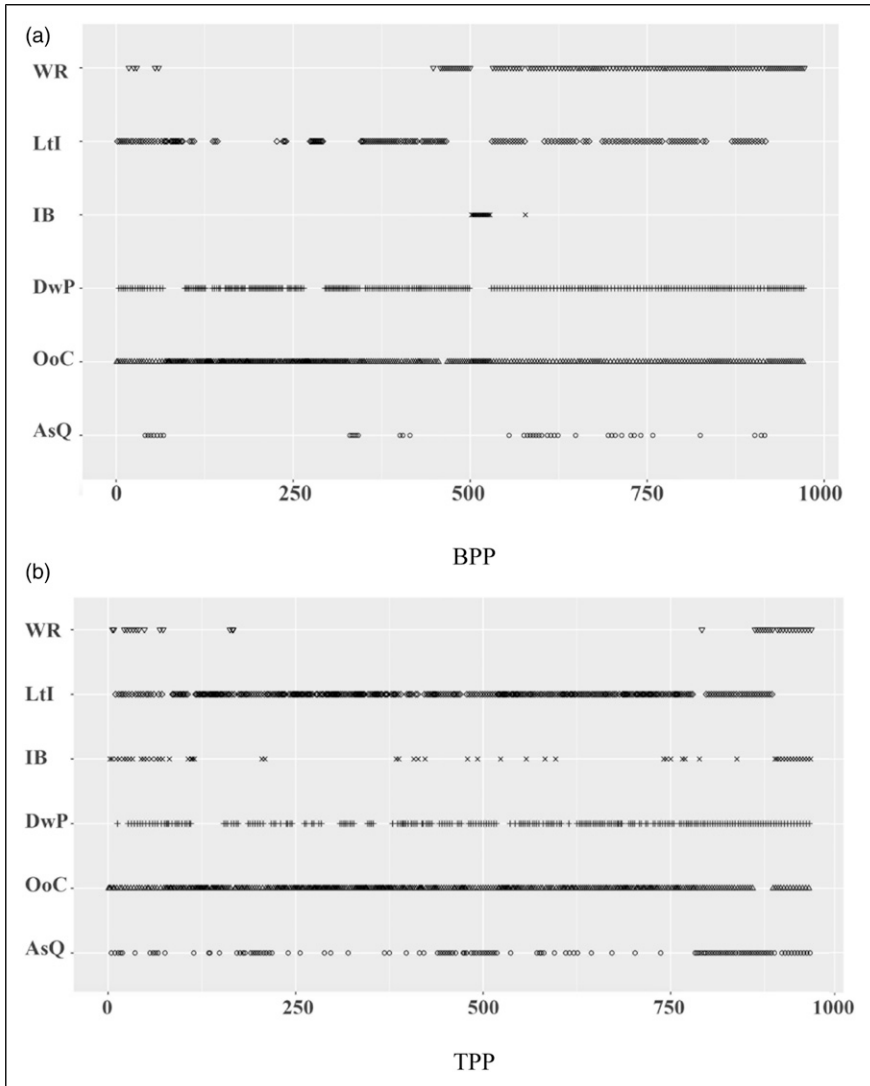 (a)
WR
LtI
IB
DwP
OoC
AsQ
0 250 500 750 1000
BPP
(b)
WR
LtI
IB
DwP
OoC
AsQ
0 250 500 750 1000
TPP